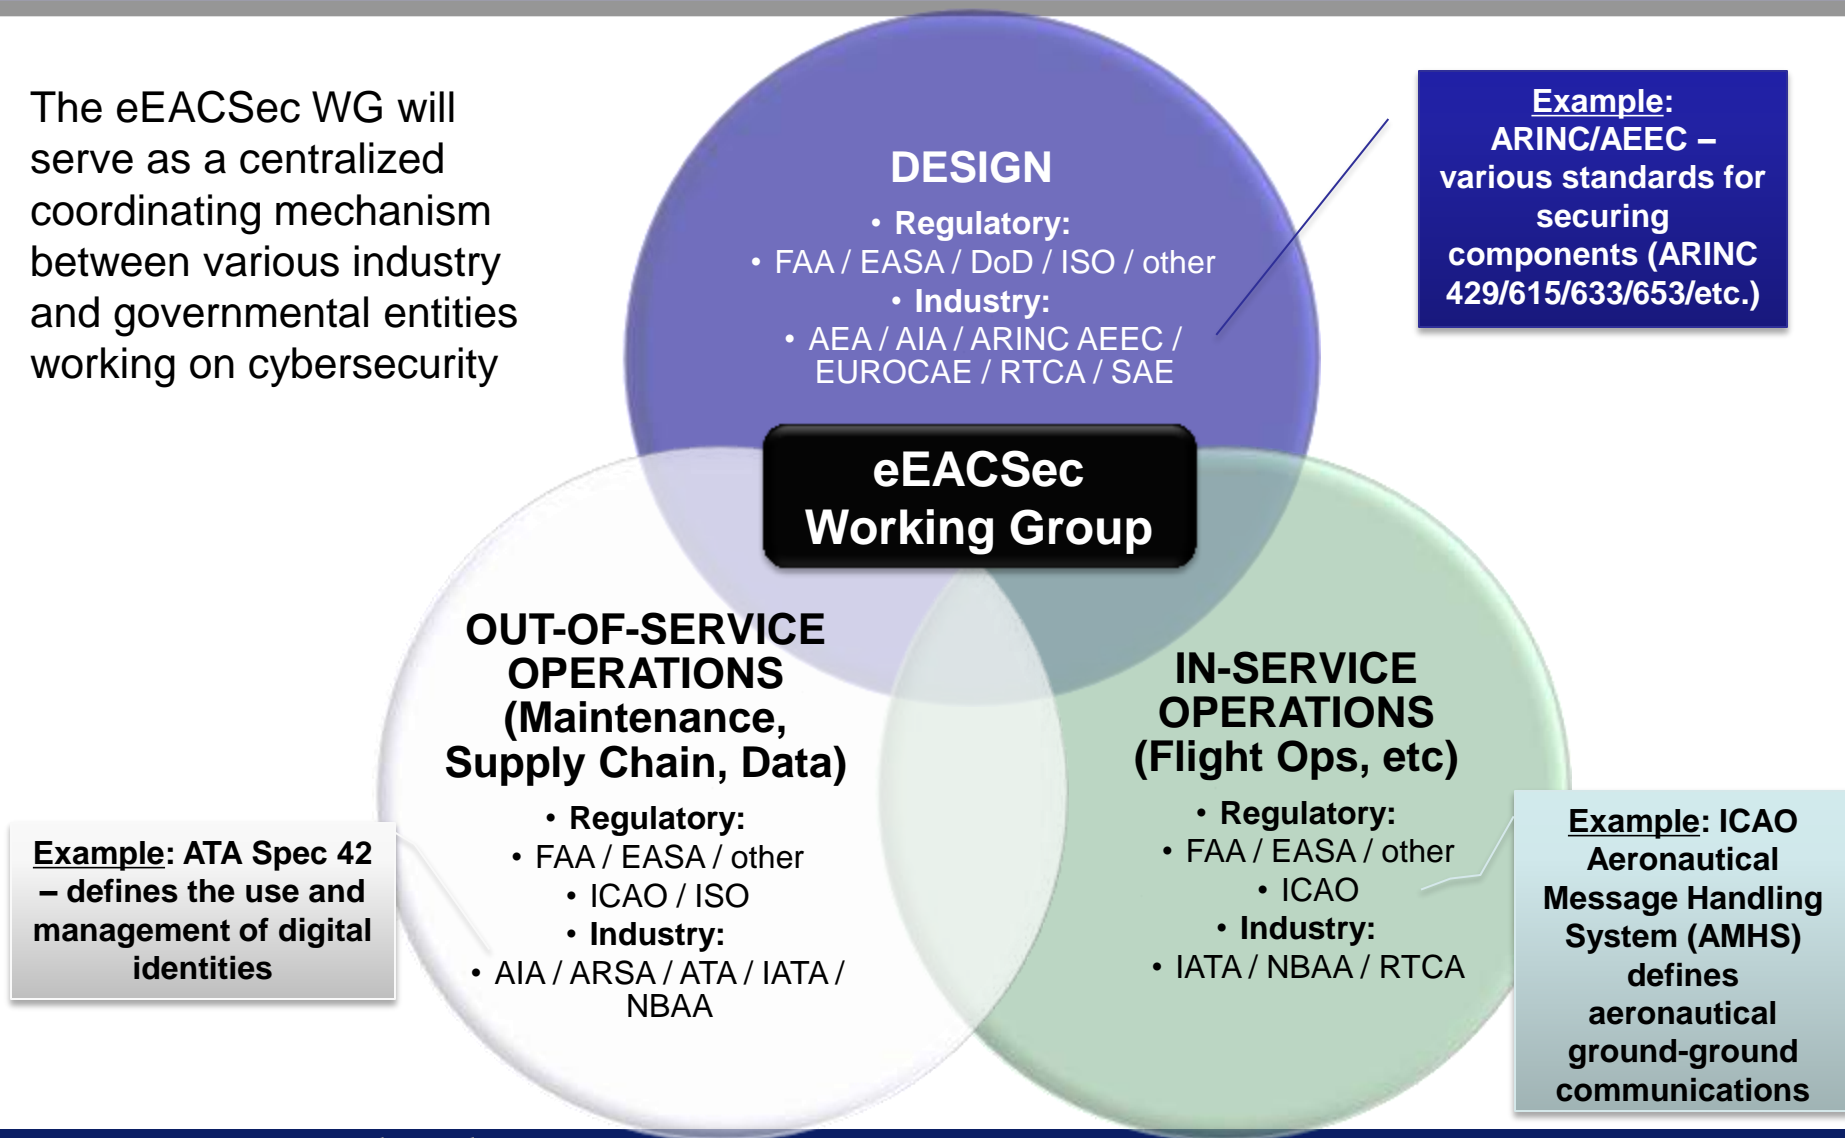 The eEACSec WG will
serve as a centralized
coordinating mechanism
between various industry
and governmental entities
working on cybersecurity
DESIGN
• Regulatory:
• FAA / EASA / DoD / ISO / other
• Industry:
• AEA / AIA / ARINC AEEC /
EUROCAE / RTCA / SAE
Example:
ARINC/AEEC –
various standards for
securing
components (ARINC
429/615/633/653/etc.)
eEACSec
Working Group
OUT-OF-SERVICE
OPERATIONS
(Maintenance,
Supply Chain, Data)
• Regulatory:
• FAA / EASA / other
• ICAO / ISO
• Industry:
• AIA / ARSA / ATA / IATA /
NBAA
Example: ATA Spec 42
– defines the use and
management of digital
identities
IN-SERVICE
OPERATIONS
(Flight Ops, etc)
• Regulatory:
• FAA / EASA / other
• ICAO
• Industry:
• IATA / NBAA / RTCA
Example: ICAO
Aeronautical
Message Handling
System (AMHS)
defines
aeronautical
ground-ground
communications